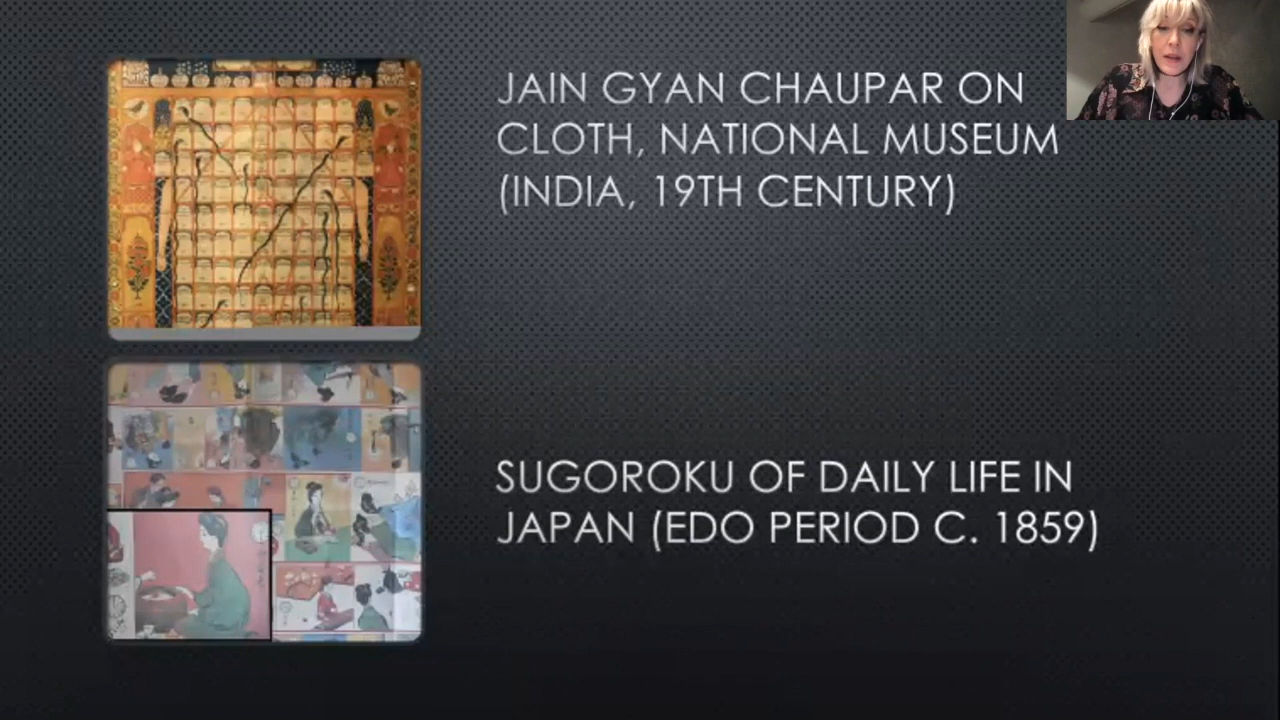 JAIN GYAN CHAUPAR ON
CLOTH, NATIONAL MUSEUM
(INDIA, 19TH CENTURY)
SUGOROKU OF DAILY LIFE IN
JAPAN (EDO PERIOD C. 1859)